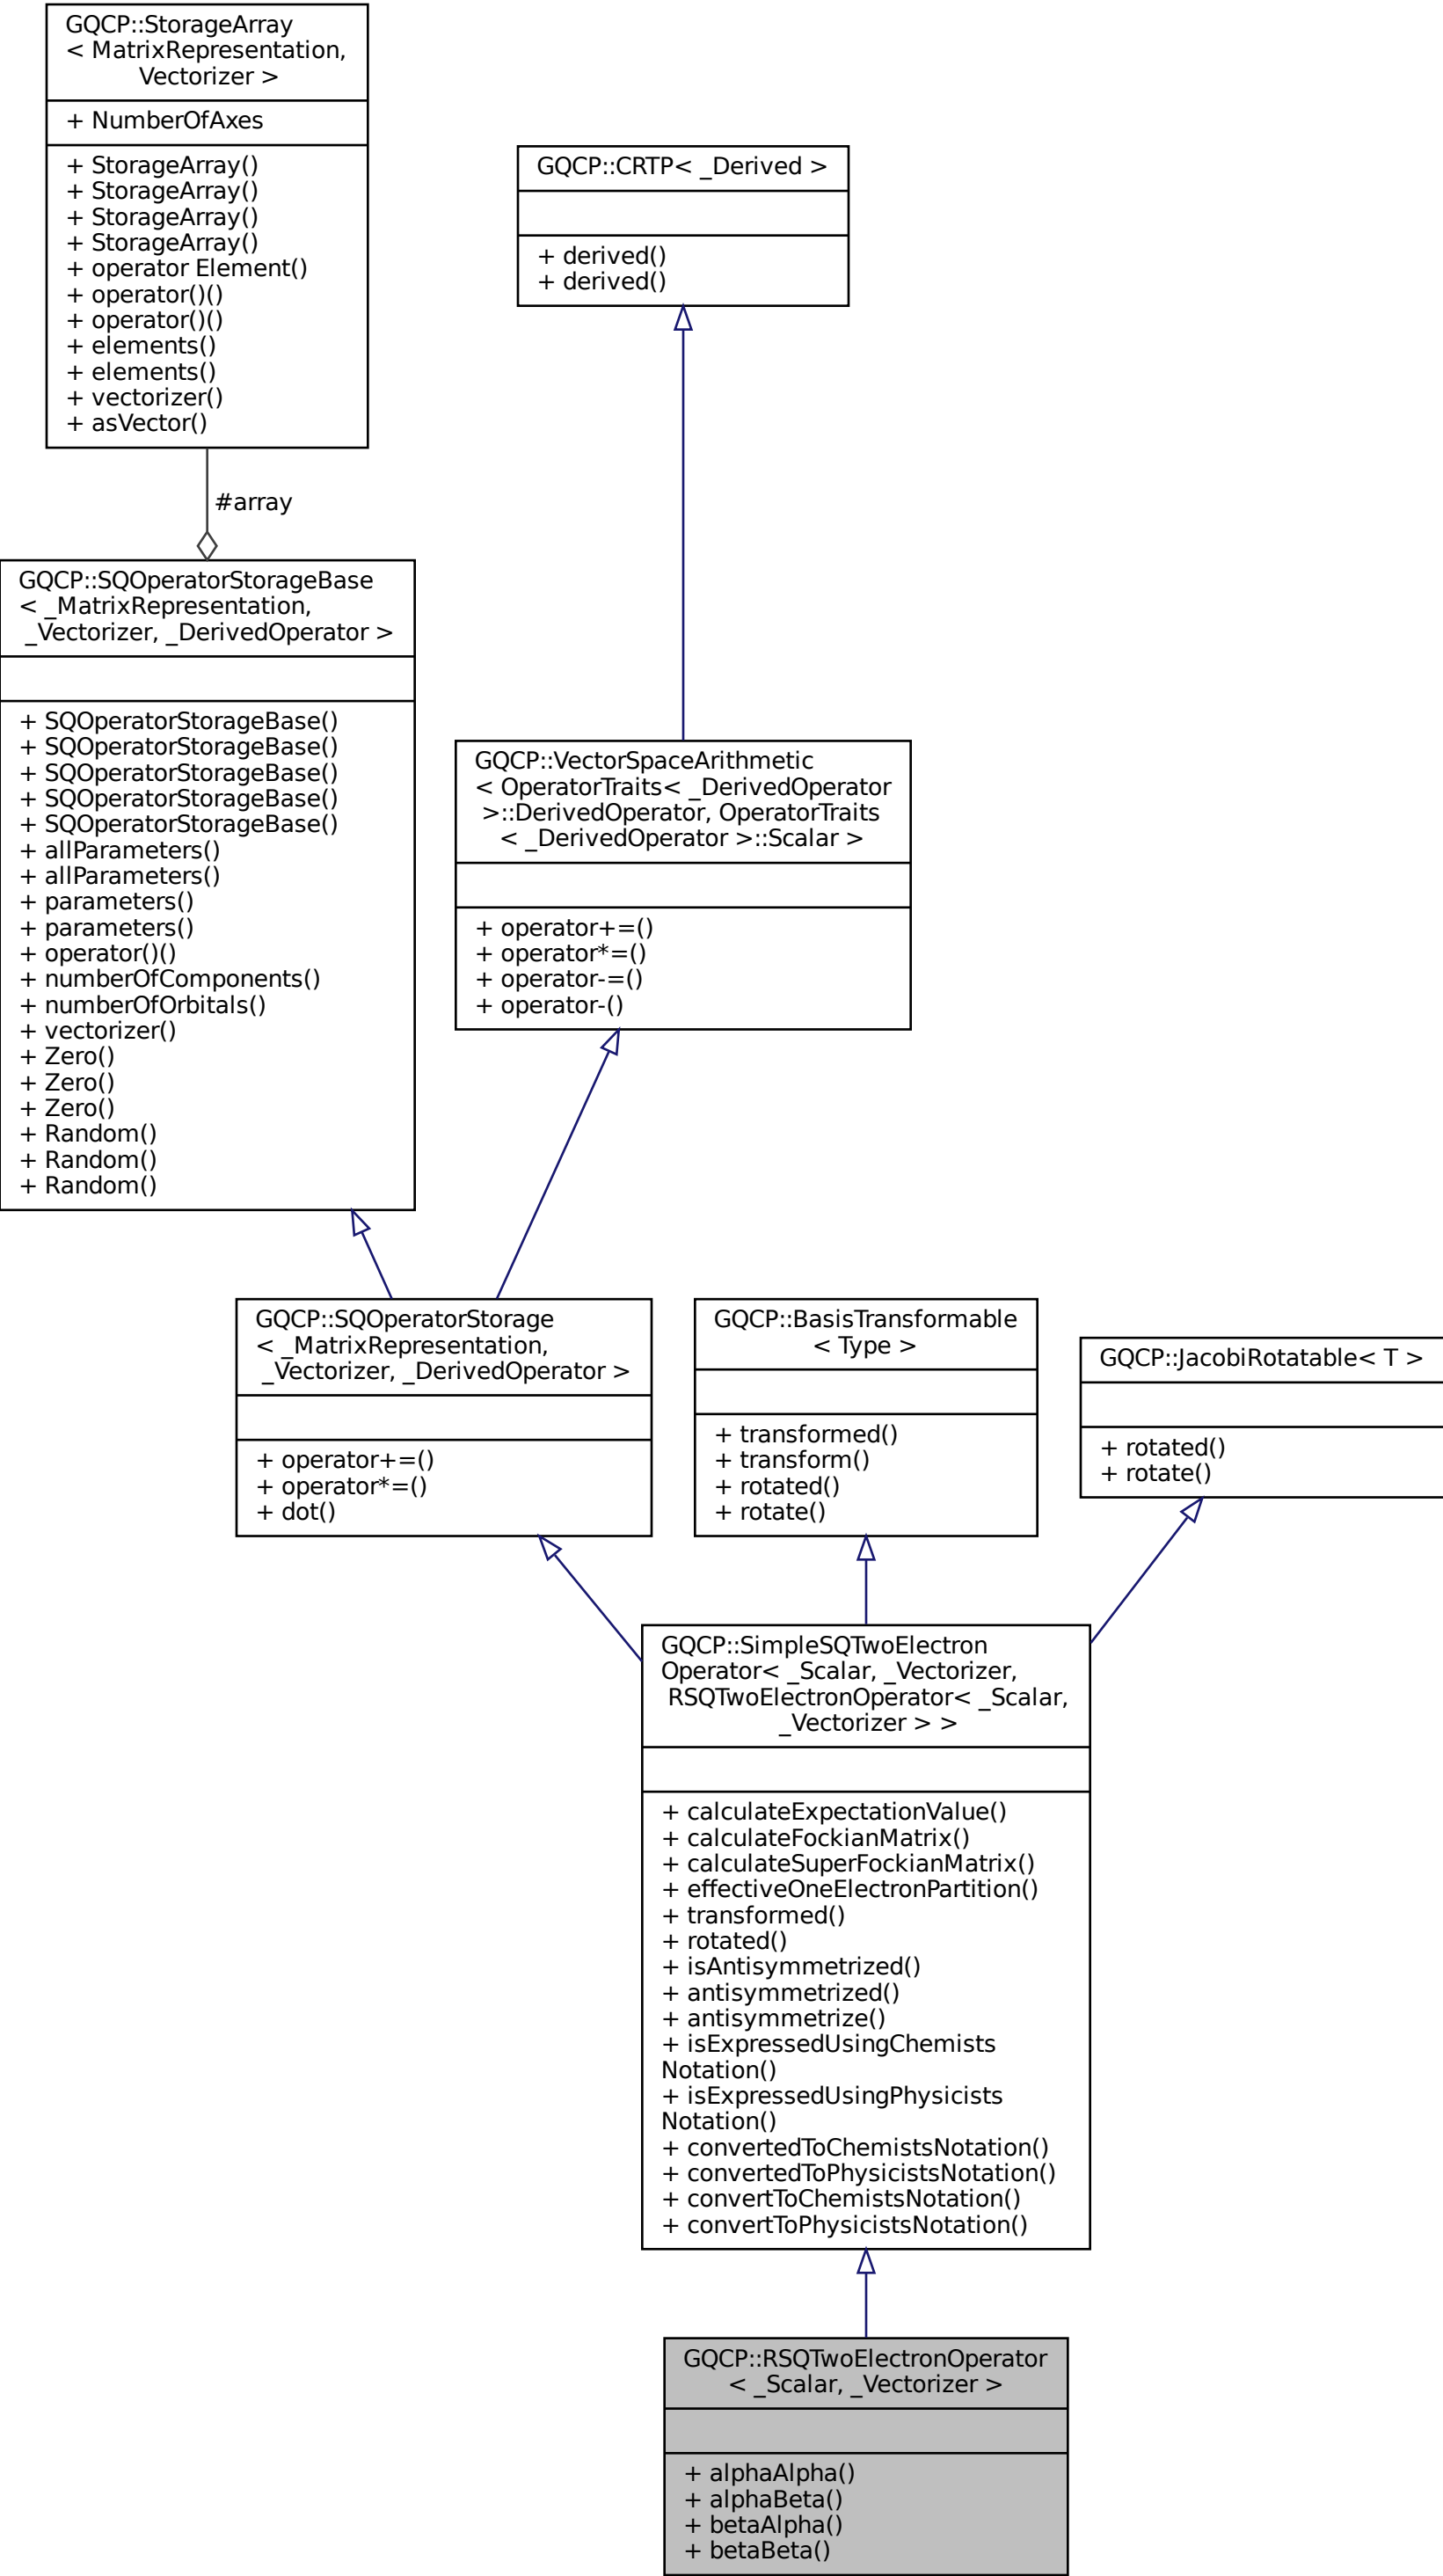 GQCP::StorageArray
< MatrixRepresentation,
Vectorizer >
+ NumberOfAxes
+ StorageArray()
+ StorageArray()
+ StorageArray()
+ StorageArray()
+ operator Element()
+ operator()()
+ operator()()
+ elements()
+ elements()
+ vectorizer()
+ asVector()
GQCP::CRTP< _Derived >
+ derived()
+ derived()
#array
GQCP::SQOperatorStorageBase
< _MatrixRepresentation,
_Vectorizer, _DerivedOperator >
+ SQOperatorStorageBase()
+ SQOperatorStorageBase()
+ SQOperatorStorageBase()
+ SQOperatorStorageBase()
+ SQOperatorStorageBase()
+ allParameters()
+ allParameters()
+ parameters()
+ parameters()
+ operator()()
+ numberOfComponents()
+ numberOfOrbitals()
+ vectorizer()
+ Zero()
+ Zero()
+ Zero()
+ Random()
+ Random()
+ Random()
GQCP::VectorSpaceArithmetic
< OperatorTraits< _DerivedOperator
>::DerivedOperator, OperatorTraits
< _DerivedOperator >::Scalar >
+ operator+=()
+ operator*=()
+ operator-=()
+ operator-()
GQCP::SQOperatorStorage
< _MatrixRepresentation,
_Vectorizer, _DerivedOperator >
+ operator+=()
+ operator*=()
+ dot()
GQCP::BasisTransformable
< Type >
+ transformed()
+ transform()
+ rotated()
+ rotate()
GQCP::JacobiRotatable< T >
+ rotated()
+ rotate()
GQCP::SimpleSQTwoElectron
Operator< _Scalar, _Vectorizer,
RSQTwoElectronOperator< _Scalar,
_Vectorizer > >
+ calculateExpectationValue()
+ calculateFockianMatrix()
+ calculateSuperFockianMatrix()
+ effectiveOneElectronPartition()
+ transformed()
+ rotated()
+ isAntisymmetrized()
+ antisymmetrized()
+ antisymmetrize()
+ isExpressedUsingChemists
Notation()
+ isExpressedUsingPhysicists
Notation()
+ convertedToChemistsNotation()
+ convertedToPhysicistsNotation()
+ convertToChemistsNotation()
+ convertToPhysicistsNotation()
GQCP::RSQTwoElectronOperator
< _Scalar, _Vectorizer >
+ alphaAlpha()
+ alphaBeta()
+ betaAlpha()
+ betaBeta()